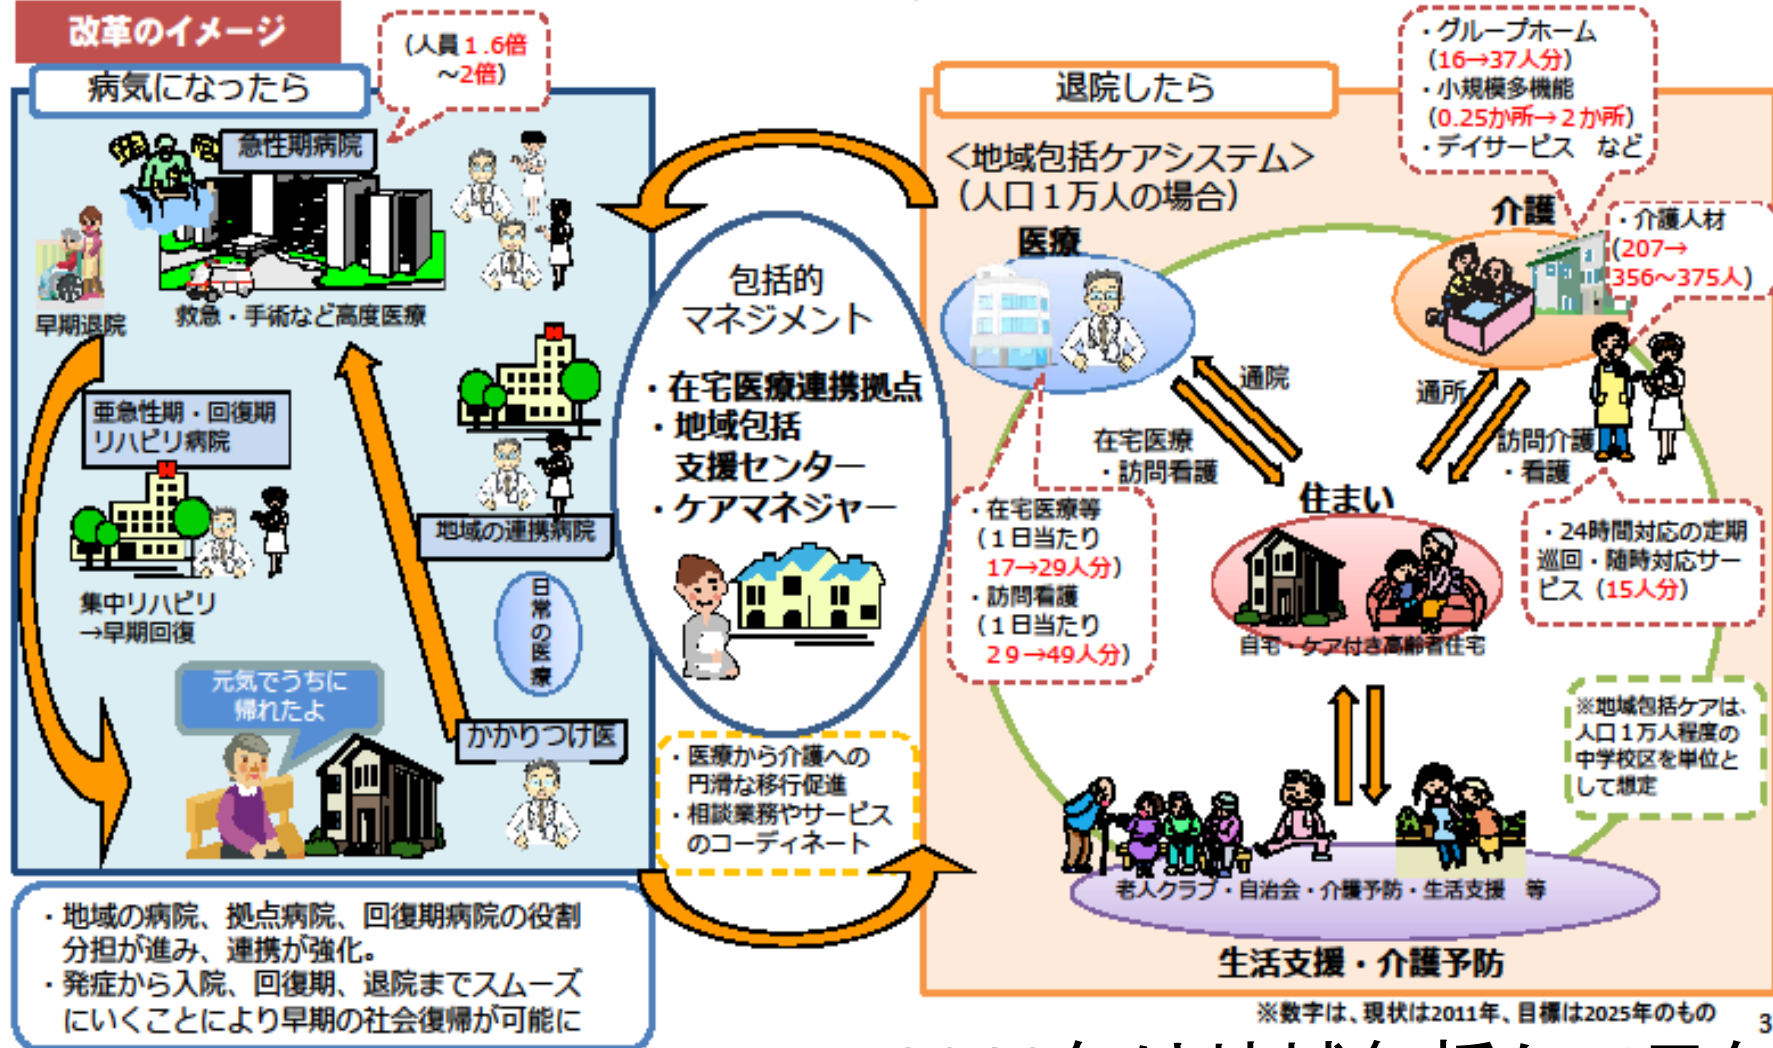 改革のイメージ
病気になったら
（人員１.6倍
～2倍）
急性期病院
救急・手術など高度医療
早期退院
亜急性期・回復期
リハビリ病院
集中リハビリ
→早期回復
地域の連携病院
日常の医療
かかりつけ医
元気でうちに
帰れたよ
・地域の病院、拠点病院、回復期病院の役割
分担が進み、連携が強化。
・発症から入院、回復期、退院までスムーズ
にいくことにより早期の社会復帰が可能に
包括的
マネジメント
・在宅医療連携拠点
・地域包括
支援センター
・ケアマネジャー
・医療から介護への
円滑な移行促進
・相談業務やサービス
のコーディネート
退院したら
＜地域包括ケアシステム＞
（人口１万人の場合）
・グループホーム
（16→37人分）
・小規模多機能
（0.25か所→２か所）
・デイサービス　など
医療
介護
・介護人材
（207→
356～375人）
通院
在宅医療
・訪問看護
通所
訪問介護
・看護
・在宅医療等
（１日当たり
17→29人分）
・訪問看護
（１日当たり
２９→49人分）
住まい
自宅・ケア付き高齢者住宅
・24時間対応の定期
巡回・随時対応サー
ビス（15人分）
※地域包括ケアは、
人口１万人程度の
中学校区を単位と
して想定
老人クラブ・自治会・介護予防・生活支援　等
生活支援・介護予防
※数字は、現状は2011年、目標は2025年のもの
3